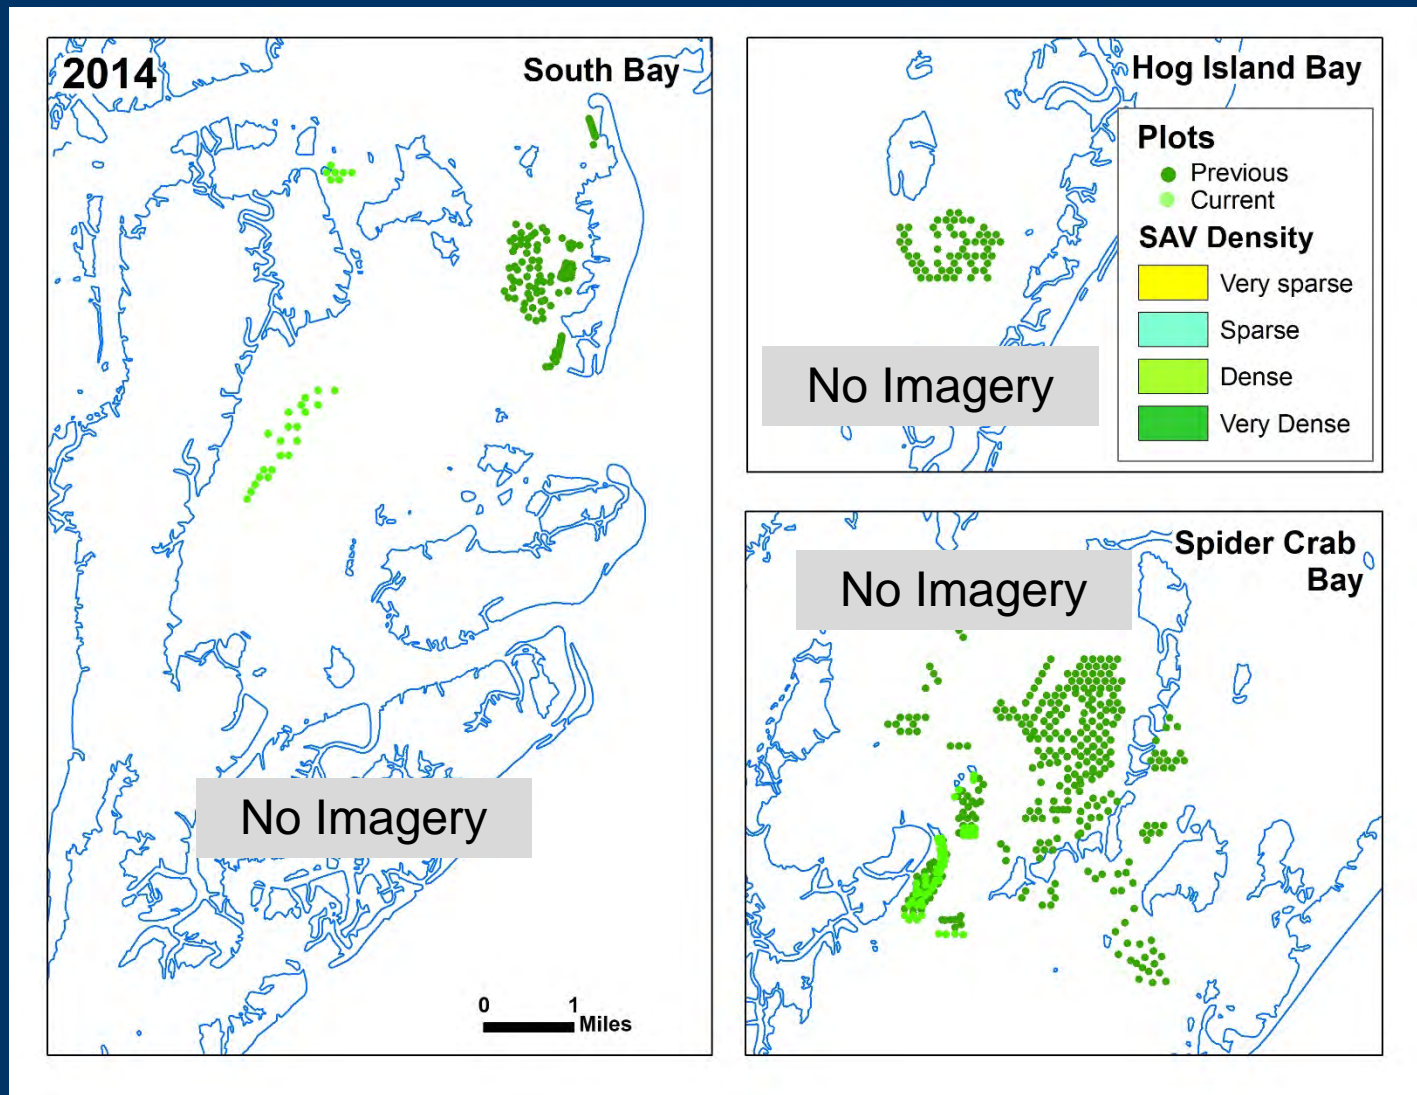 2014
South Bay
No Imagery
0 1
Miles
Hog Island Bay
Plots
Previous
Current
SAV Density
Very sparse
Sparse
Dense
Very Dense
No Imagery
Spider Crab
Bay
No Imagery